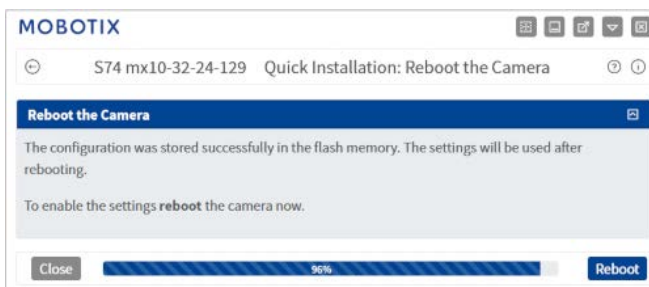 MOBOTIX
S74 mx10-32-24-129 Quick Installation: Reboot the Camera
Reboot the Camera
The configuration was stored successfully in the flash memory. The settings will be used after
rebooting.
To enable the settings reboot the camera now.
Close 96% Reboot